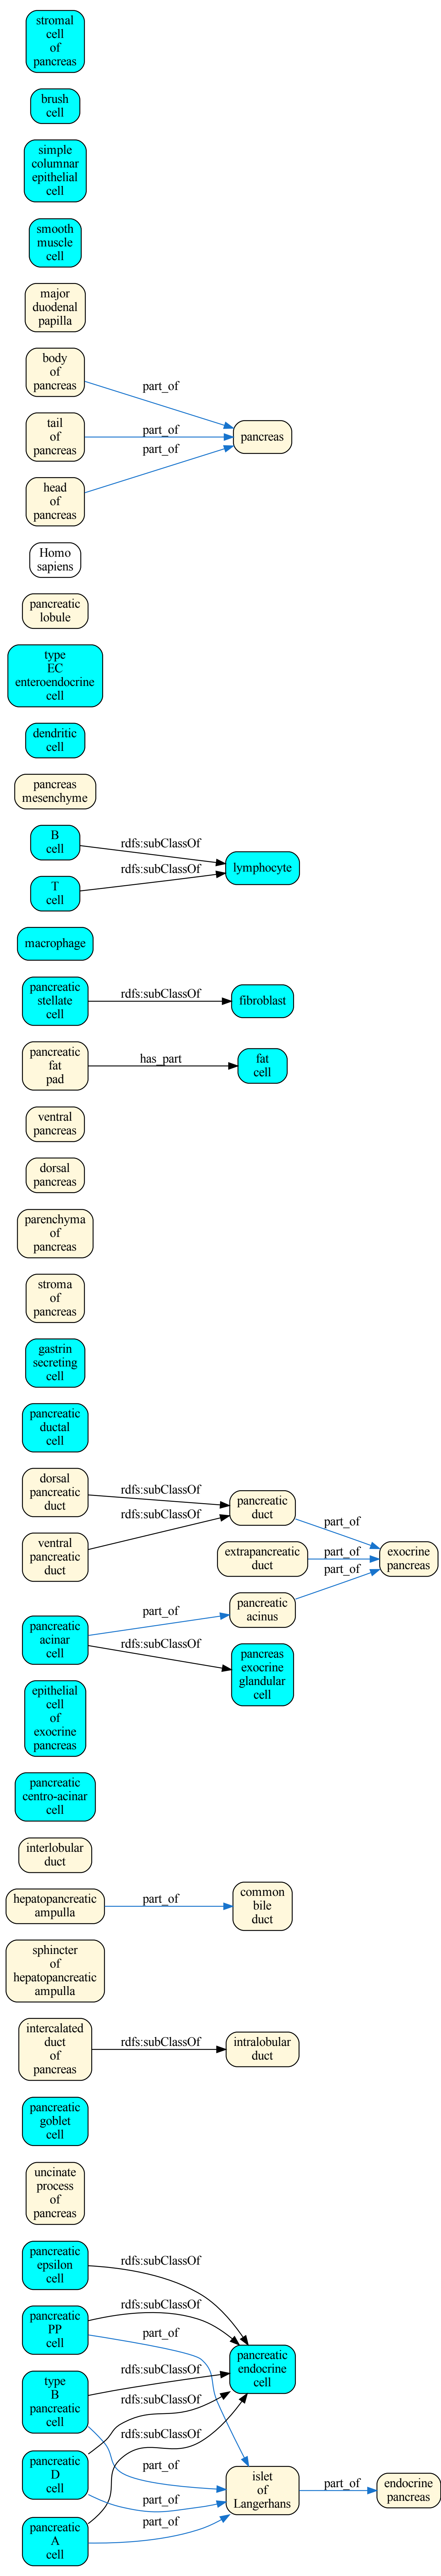 stromal
cell
of
pancreas
brush
cell
simple
columnar
epithelial
cell
smooth
muscle
cell
major
duodenal
papilla
body
of
pancreas
part_of
tail
of
pancreas
part_of
pancreas
part_of
head
of
pancreas
Homo
sapiens
pancreatic
lobule
type
EC
enteroendocrine
cell
dendritic
cell
pancreas
mesenchyme
B
cell
rdfs:subClassOf
lymphocyte
rdfs:subClassOf
T
cell
macrophage
pancreatic
stellate
cell
rdfs:subClassOf
fibroblast
pancreatic
fat
pad
has_part
fat
cell
ventral
pancreas
dorsal
pancreas
parenchyma
of
pancreas
stroma
of
pancreas
gastrin
secreting
cell
pancreatic
ductal
cell
dorsal
pancreatic
duct
rdfs:subClassOf
pancreatic
duct
rdfs:subClassOf
part_of
ventral
pancreatic
duct
extrapancreatic
duct
part_of
exocrine
pancreas
part_of
pancreatic
acinus
part_of
pancreatic
acinar
cell
rdfs:subClassOf
pancreas
exocrine
glandular
cell
epithelial
cell
of
exocrine
pancreas
pancreatic
centro-acinar
cell
interlobular
duct
hepatopancreatic
ampulla
part_of
common
bile
duct
sphincter
of
hepatopancreatic
ampulla
intercalated
duct
of
pancreas
rdfs:subClassOf
intralobular
duct
pancreatic
goblet
cell
uncinate
process
of
pancreas
pancreatic
epsilon
cell
rdfs:subClassOf
pancreatic
PP
cell
rdfs:subClassOf
part_of
pancreatic
endocrine
cell
type
B
pancreatic
cell
rdfs:subClassOf
rdfs:subClassOf
rdfs:subClassOf
part_of
pancreatic
D
cell
part_of
islet
of
Langerhans
part_of
endocrine
pancreas
pancreatic
A
cell
part_of